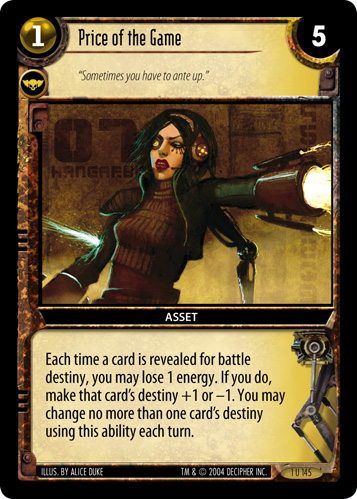 1 Price of the Game 5
“Sometimes you have to ante up.”
07
HANGAR
ASSET
Each time a card is revealed for battle
destiny, you may lose 1 energy. If you do,
make that card’s destiny +1 or –1. You may
change no more than one card’s destiny
using this ability each turn.
ILLUS. BY ALICE DUKE TM & © 2004 DECIPHER INC. 1 U 145